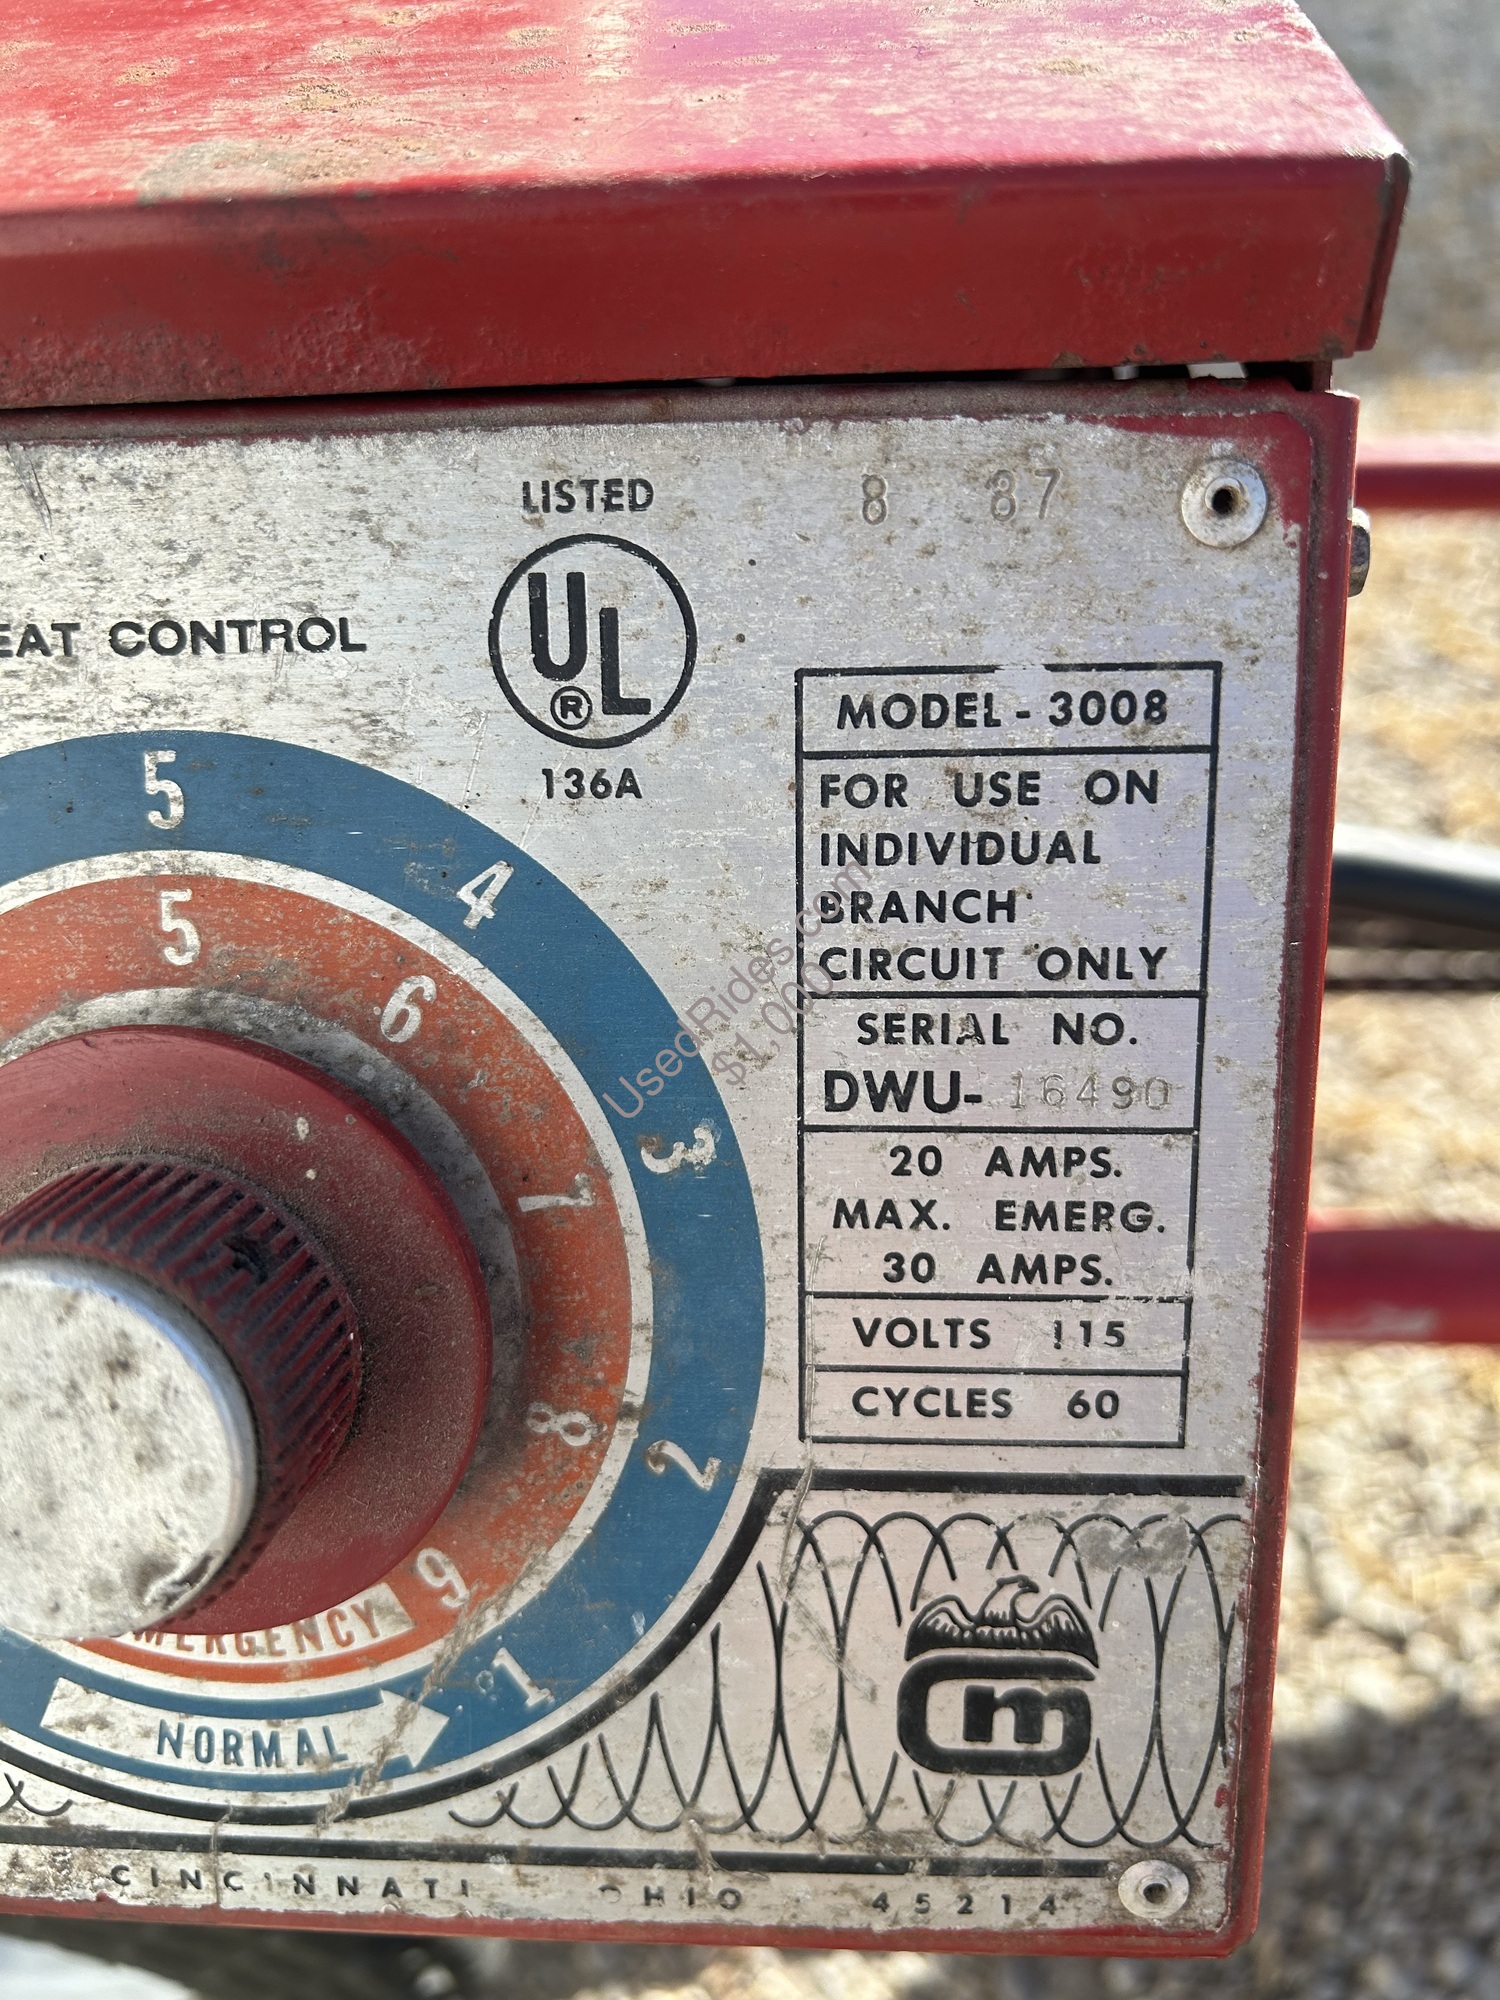 LISTED
8 87
EAT CONTROL
UL
®
136A
MODEL - 3008
FOR USE ON
INDIVIDUAL
BRANCH
CIRCUIT ONLY
SERIAL NO.
DWU- 16490
20 AMPS.
MAX. EMERG.
30 AMPS.
VOLTS 115
CYCLES 60
5
4
3
2
1
5
6
7
8
9
MERGENCY
NORMAL
m
CINCINNATI OHIO 45214
UsedRides.com
$1,000